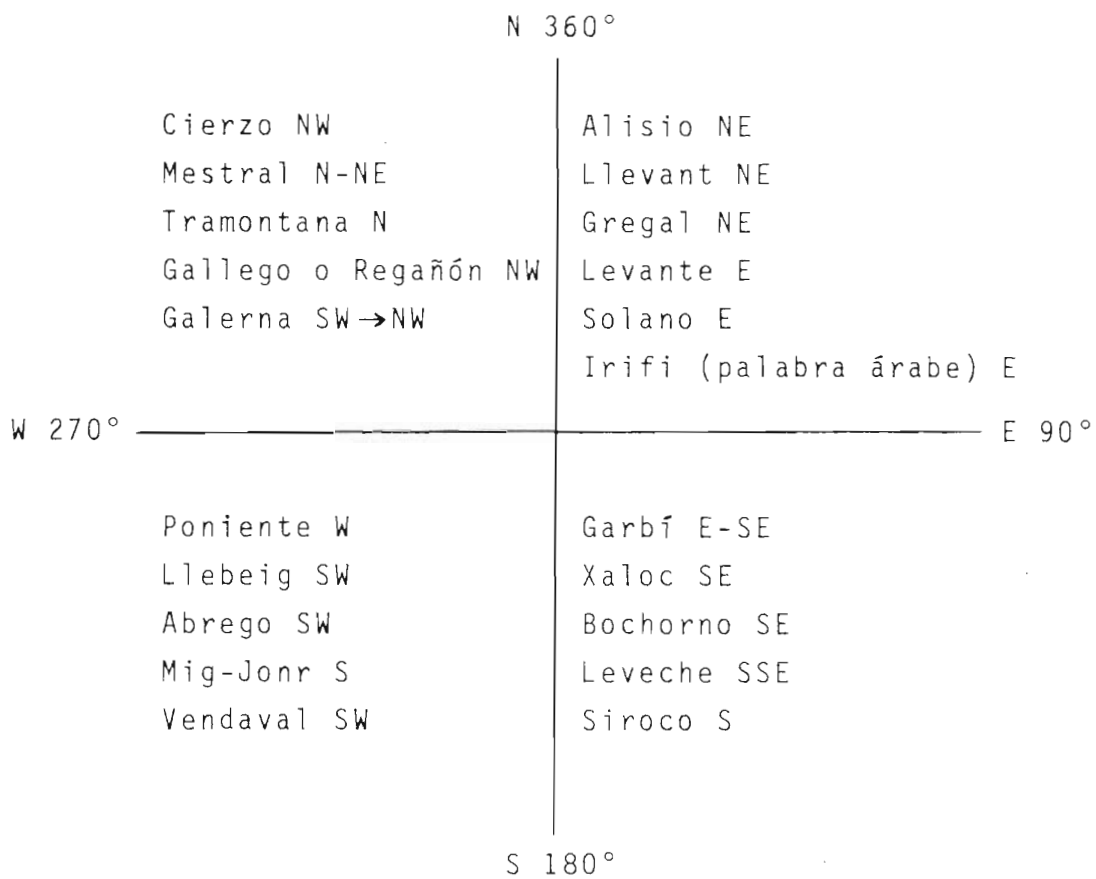 N 360°
Cierzo NW
Mestral N-NE
Tramontana N
Gallego o Regañón NW
Galerna SW→NW
Alisio NE
Llevant NE
Gregal NE
Levante E
Solano E
Irifi (palabra árabe) E
W 270°
E 90°
Poniente W
Llebeig SW
Abrego SW
Mig-Jonr S
Vendaval SW
Garbí E-SE
Xaloc SE
Bochorno SE
Leveche SSE
Siroco S
S 180°